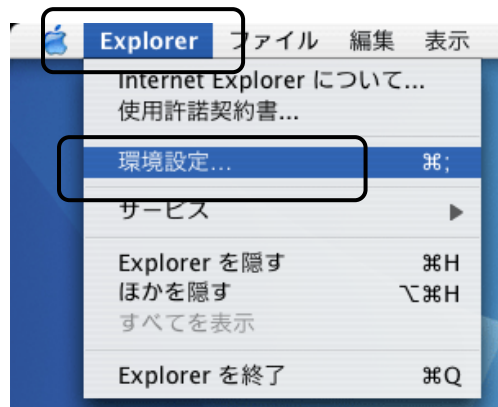 Explorer ファイル 編集 表示
Internet Explorer について...
使用許諾契約書...
環境設定... ⌘;
サービス ▶
Explorer を隠す ⌘H
ほかを隠す ⌥⌘H
すべてを表示
Explorer を終了 ⌘Q